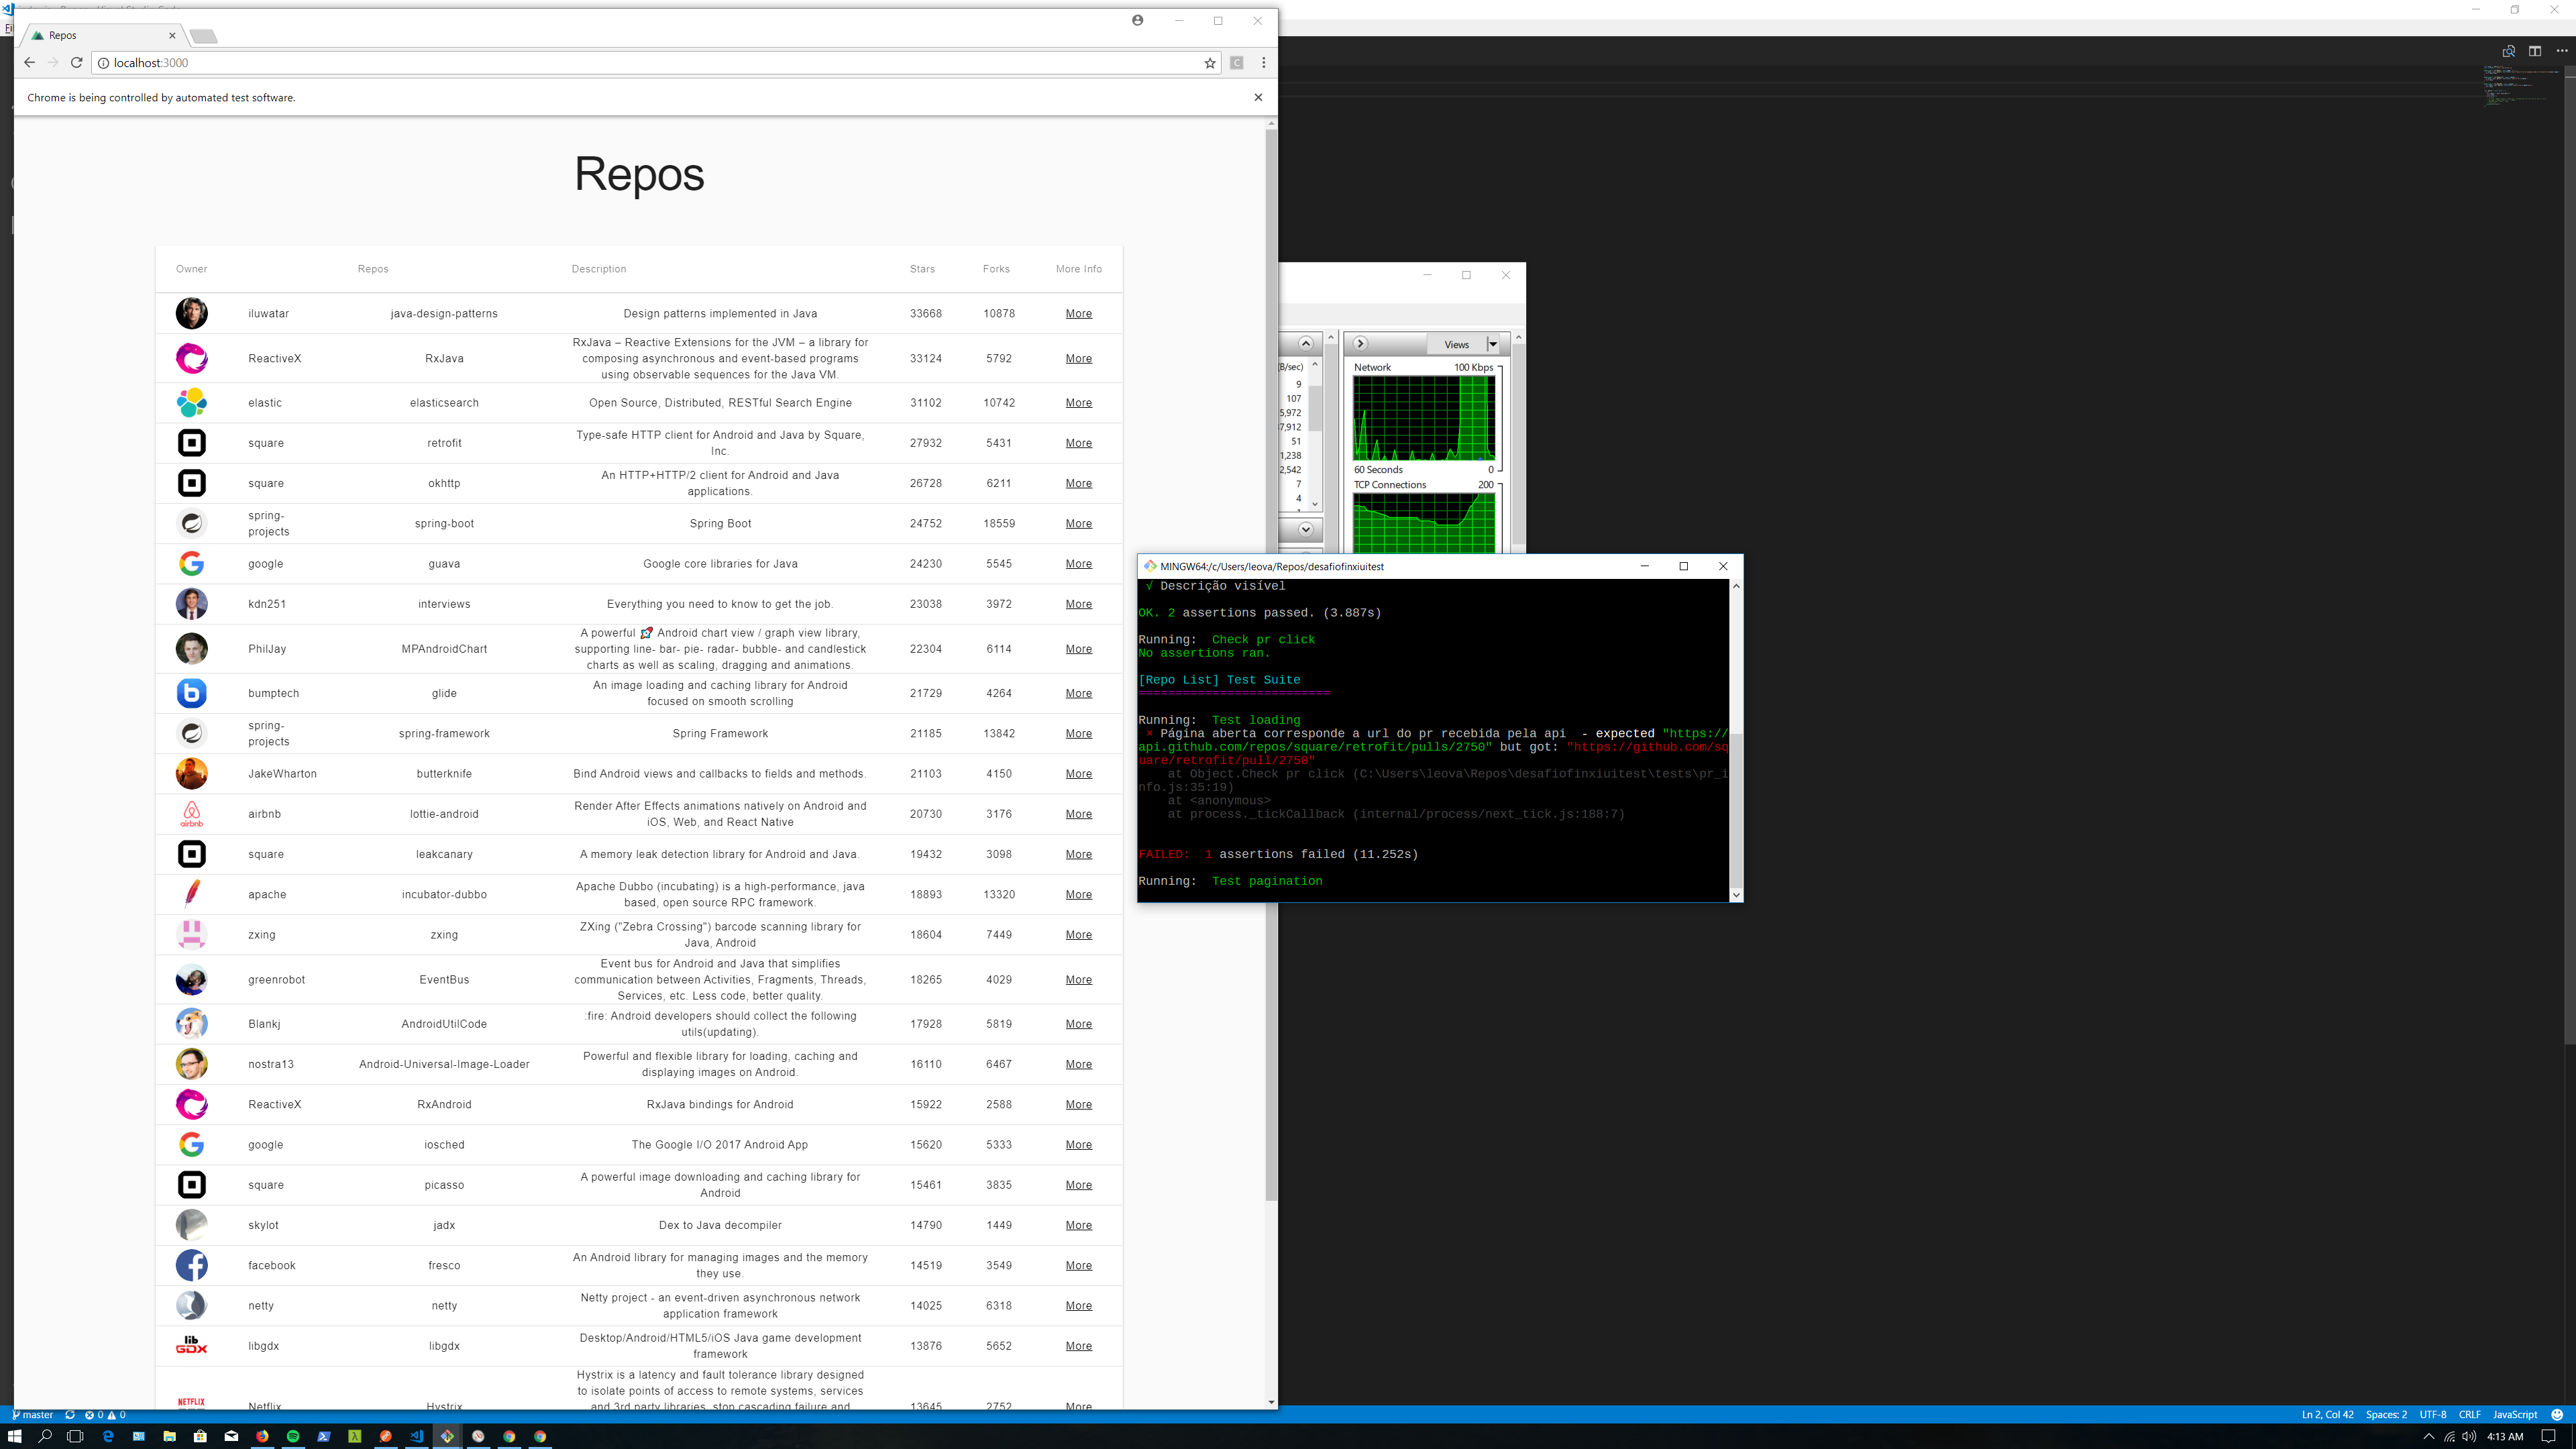 Repos
localhost:3000
Chrome is being controlled by automated test software.
Repos
Owner Repos Description Stars Forks More Info
iluwatar java-design-patterns Design patterns implemented in Java 33668 10878 More
ReactiveX RxJava RxJava – Reactive Extensions for the JVM – a library for
composing asynchronous and event-based programs
using observable sequences for the Java VM. 33124 5792 More
elastic elasticsearch Open Source, Distributed, RESTful Search Engine 31102 10742 More
square retrofit Type-safe HTTP client for Android and Java by Square,
Inc. 27932 5431 More
square okhttp An HTTP+HTTP/2 client for Android and Java
applications. 26728 6211 More
spring-
projects spring-boot Spring Boot 24752 18559 More
google guava Google core libraries for Java 24230 5545 More
kdn251 interviews Everything you need to know to get the job. 23038 3972 More
PhilJay MPAndroidChart A powerful 🚀 Android chart view / graph view library,
supporting line- bar- pie- radar- bubble- and candlestick
charts as well as scaling, dragging and animations. 22304 6114 More
bumptech glide An image loading and caching library for Android
focused on smooth scrolling 21729 4264 More
spring-
projects spring-framework Spring Framework 21185 13842 More
JakeWharton butterknife Bind Android views and callbacks to fields and methods. 21103 4150 More
airbnb
airbnb lottie-android Render After Effects animations natively on Android and
iOS, Web, and React Native 20730 3176 More
square leakcanary A memory leak detection library for Android and Java. 19432 3098 More
apache incubator-dubbo Apache Dubbo (incubating) is a high-performance, java
based, open source RPC framework. 18893 13320 More
zxing zxing ZXing ("Zebra Crossing") barcode scanning library for
Java, Android 18604 7449 More
greenrobot EventBus Event bus for Android and Java that simplifies
communication between Activities, Fragments, Threads,
Services, etc. Less code, better quality. 18265 4029 More
Blankj AndroidUtilCode :fire: Android developers should collect the following
utils(updating). 17928 5819 More
nostra13 Android-Universal-Image-Loader Powerful and flexible library for loading, caching and
displaying images on Android. 16110 6467 More
ReactiveX RxAndroid RxJava bindings for Android 15922 2588 More
google iosched The Google I/O 2017 Android App 15620 5333 More
square picasso A powerful image downloading and caching library for
Android 15461 3835 More
skylot jadx Dex to Java decompiler 14790 1449 More
facebook fresco An Android library for managing images and the memory
they use. 14519 3549 More
netty netty Netty project - an event-driven asynchronous network
application framework 14025 6318 More
lib
GDX
libgdx libgdx Desktop/Android/HTML5/iOS Java game development
framework 13876 5652 More
NETFLIX
Netflix Hystrix Hystrix is a latency and fault tolerance library designed
to isolate points of access to remote systems, services
and 3rd party libraries, stop cascading failure and 13645 2752 More
(B/sec)
9
107
5,972
37,912
51
1,238
2,542
7
4
Views
Network 100 Kbps
60 Seconds 0
TCP Connections 200
MINGW64:/c/Users/leova/Repos/desafiofinxiuitest
√ Descrição visível
OK. 2 assertions passed. (3.887s)
Running: Check pr click
No assertions ran.
[Repo List] Test Suite
==========================
Running: Test loading
× Página aberta corresponde a url do pr recebida pela api - expected "https://
api.github.com/repos/square/retrofit/pulls/2750" but got: "https://github.com/sq
uare/retrofit/pull/2750"
at Object.Check pr click (C:\Users\leova\Repos\desafiofinxiuitest\tests\pr_i
nfo.js:35:19)
at <anonymous>
at process._tickCallback (internal/process/next_tick.js:188:7)
FAILED: 1 assertions failed (11.252s)
Running: Test pagination
master 0 0
Ln 2, Col 42 Spaces: 2 UTF-8 CRLF JavaScript
4:13 AM